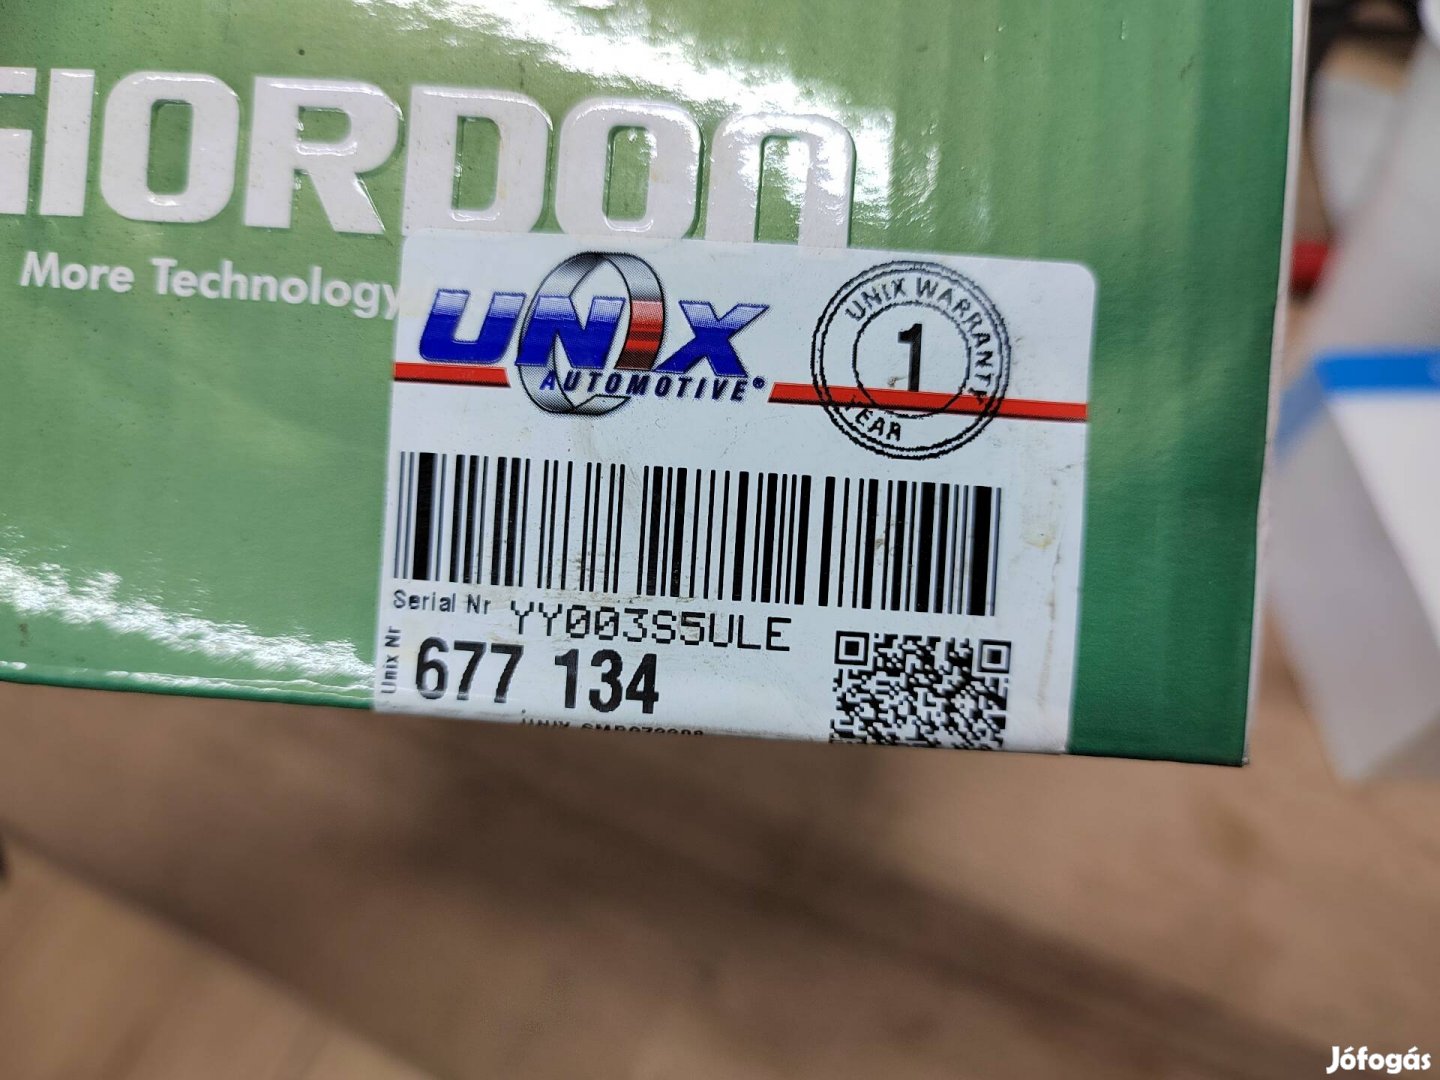 GIORDON
More Technology
UNIX
AUTOMOTIVE®
UNIX WARRANTY
1
YEAR
Serial Nr YY003S5ULE
Unix Nr 677 134
Jófogás